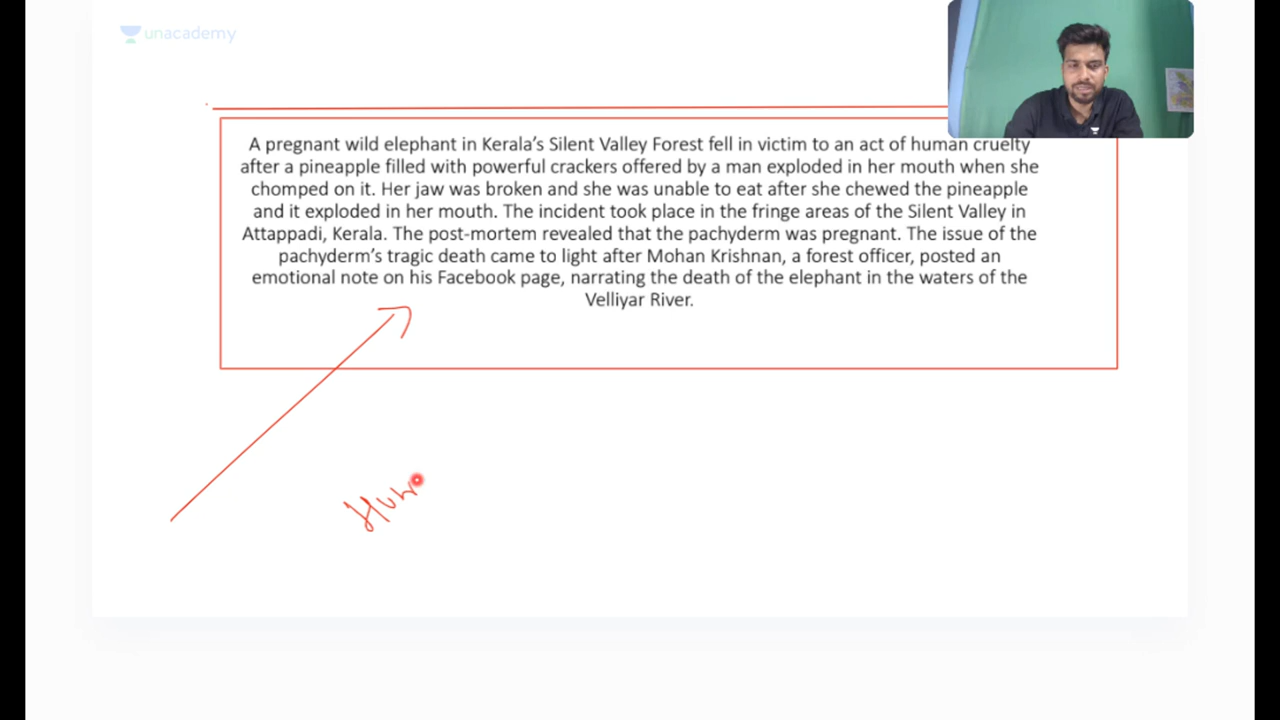 unacademy
A pregnant wild elephant in Kerala's Silent Valley Forest fell in victim to an act of human cruelty
after a pineapple filled with powerful crackers offered by a man exploded in her mouth when she
chomped on it. Her jaw was broken and she was unable to eat after she chewed the pineapple
and it exploded in her mouth. The incident took place in the fringe areas of the Silent Valley in
Attappadi, Kerala. The post-mortem revealed that the pachyderm was pregnant. The issue of the
pachyderm's tragic death came to light after Mohan Krishnan, a forest officer, posted an
emotional note on his Facebook page, narrating the death of the elephant in the waters of the
Velliyar River.